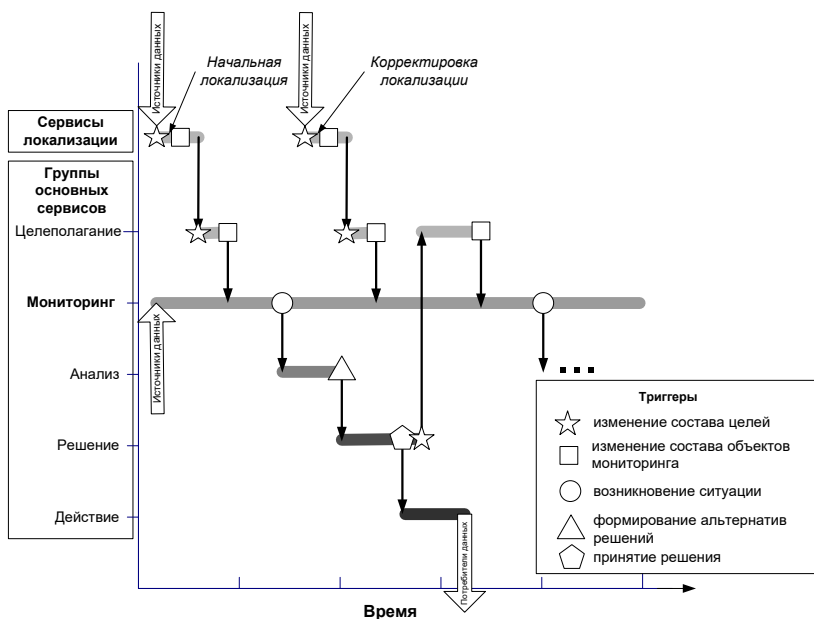 Источники данных
Начальная
локализация
Источники данных
Корректировка
локализации
Сервисы
локализации
Группы
основных
сервисов
Целеполагание
Мониторинг
Источники данных
Анализ
Решение
Действие
Потребители данных
Триггеры
изменение состава целей
изменение состава объектов
мониторинга
возникновение ситуации
формирование альтернатив
решений
принятие решения
Время